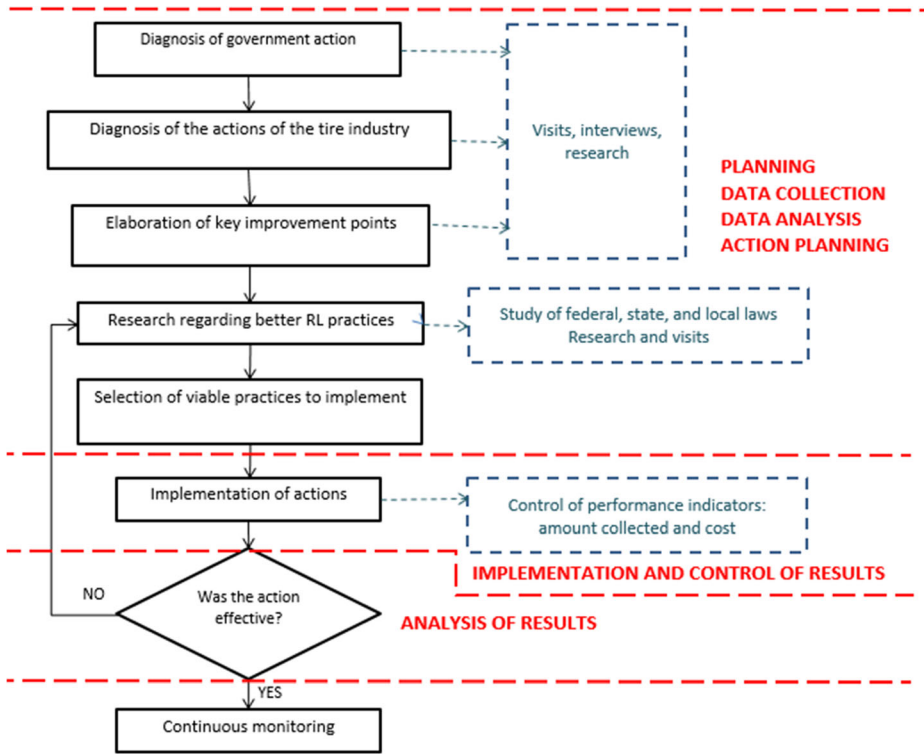 Diagnosis of government action
Diagnosis of the actions of the tire industry
Visits, interviews,
research
PLANNING
DATA COLLECTION
DATA ANALYSIS
ACTION PLANNING
Elaboration of key improvement points
Research regarding better RL practices
Study of federal, state, and local laws
Research and visits
Selection of viable practices to implement
Implementation of actions
Control of performance indicators:
amount collected and cost
IMPLEMENTATION AND CONTROL OF RESULTS
NO
Was the action
effective?
ANALYSIS OF RESULTS
YES
Continuous monitoring